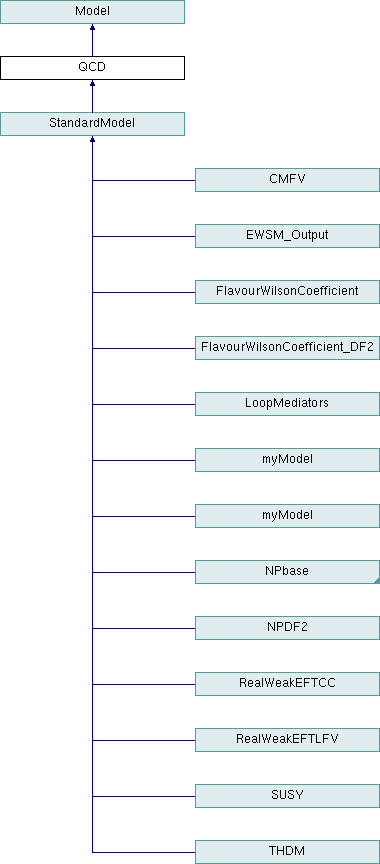 Model
QCD
StandardModel
CMFV
EWSM_Output
FlavourWilsonCoefficient
FlavourWilsonCoefficient_DF2
LoopMediators
myModel
myModel
NPbase
NPDF2
RealWeakEFTCC
RealWeakEFTLFV
SUSY
THDM